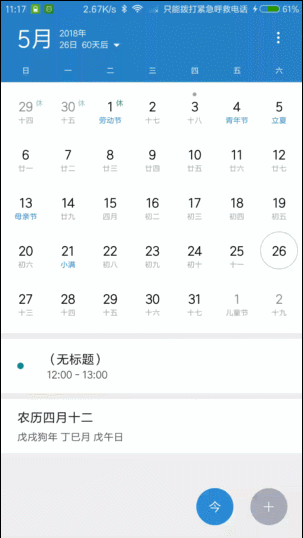 11:17 2.67K/s 只能拨打紧急呼救电话 66%
5月 2018年
26日 60天后
日 一 二 三 四 五 六
29 休 30 休 1 休 2 3 4 5
十四 十五 劳动节 十七 十八 青年节 立夏
6 7 8 9 10 11 12
廿一 廿二 廿三 廿四 廿五 廿六 廿七
13 14 15 16 17 18 19
母亲节 廿九 四月 初二 初三 初四 初五
20 21 22 23 24 25 26
初六 小满 初八 初九 初十 十一
27 28 29 30 31 1 2
十三 十四 十五 十六 十七 儿童节 十九
（无标题）
12:00 - 13:00
农历四月十二
戊戌狗年 丁巳月 戊午日
今